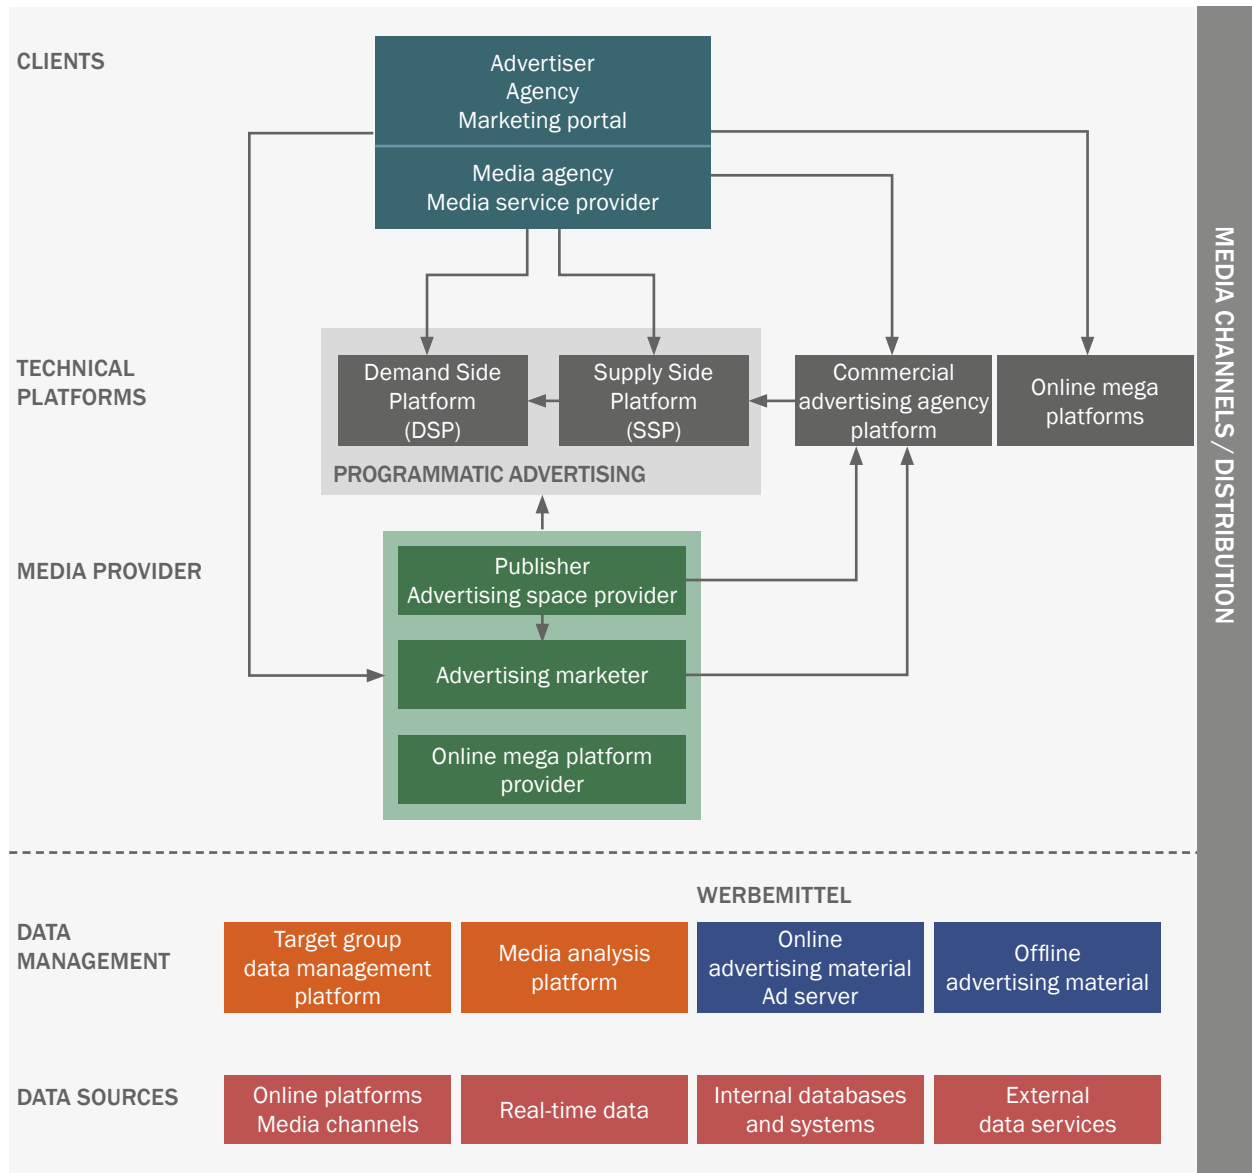 CLIENTS
Advertiser
Agency
Marketing portal
Media agency
Media service provider
TECHNICAL
PLATFORMS
Demand Side
Platform
(DSP)
Supply Side
Platform
(SSP)
Commercial
advertising agency
platform
Online mega
platforms
PROGRAMMATIC ADVERTISING
MEDIA PROVIDER
Publisher
Advertising space provider
Advertising marketer
Online mega platform
provider
MEDIA CHANNELS / DISTRIBUTION
WERBEMITTEL
DATA
MANAGEMENT
Target group
data management
platform
Media analysis
platform
Online
advertising material
Ad server
Offline
advertising material
DATA SOURCES
Online platforms
Media channels
Real-time data
Internal databases
and systems
External
data services